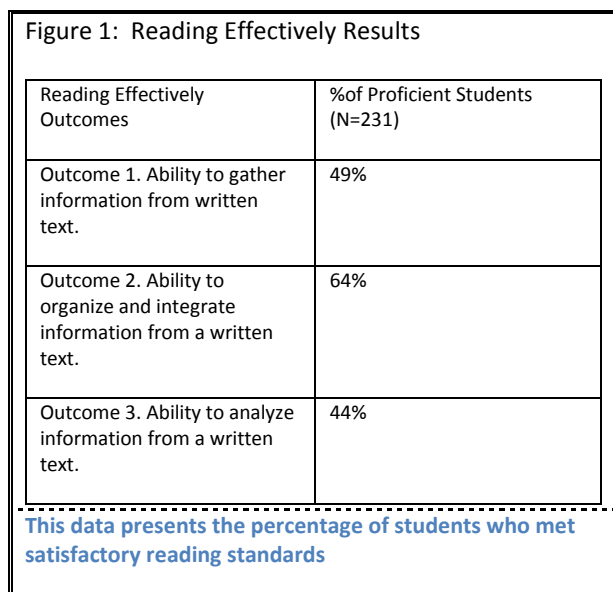 Figure 1:  Reading Effectively Results
Reading Effectively
Outcomes
%of Proficient Students
(N=231)
Outcome 1. Ability to gather
information from written
text.
49%
Outcome 2. Ability to
organize and integrate
information from a written
text.
64%
Outcome 3. Ability to analyze
information from a written
text.
44%
This data presents the percentage of students who met
satisfactory reading standards